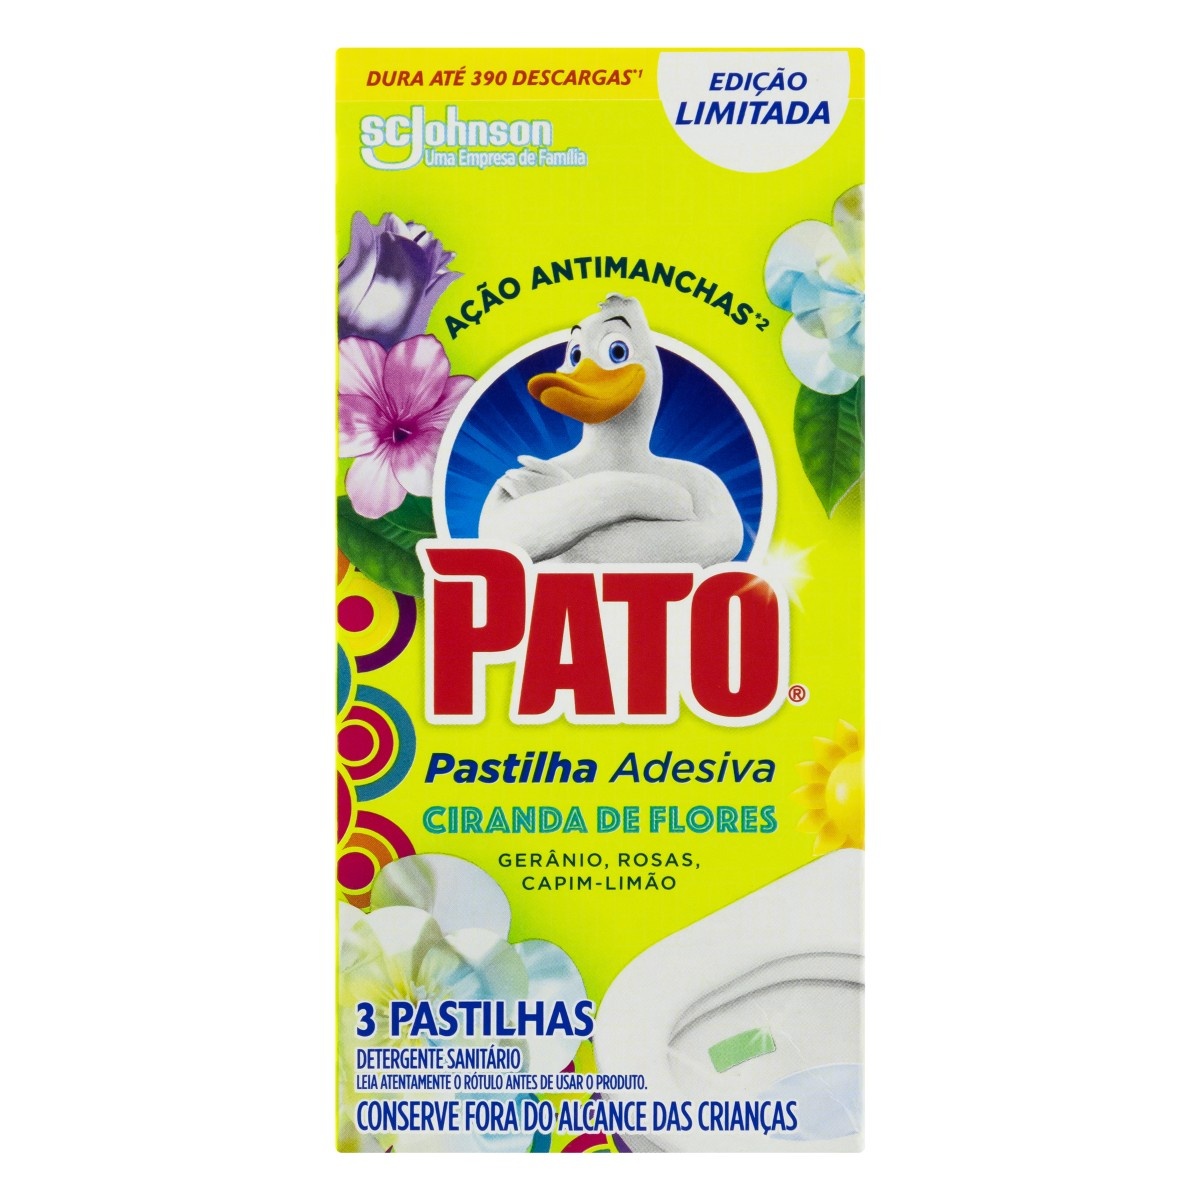 DURA ATÉ 390 DESCARGAS*1
EDIÇÃO
LIMITADA
SCJohnson
Uma Empresa de Família
AÇÃO ANTIMANCHAS*2
PATO®
Pastilha Adesiva
CIRANDA DE FLORES
GERÂNIO, ROSAS,
CAPIM-LIMÃO
3 PASTILHAS
DETERGENTE SANITÁRIO
LEIA ATENTAMENTE O RÓTULO ANTES DE USAR O PRODUTO.
CONSERVE FORA DO ALCANCE DAS CRIANÇAS